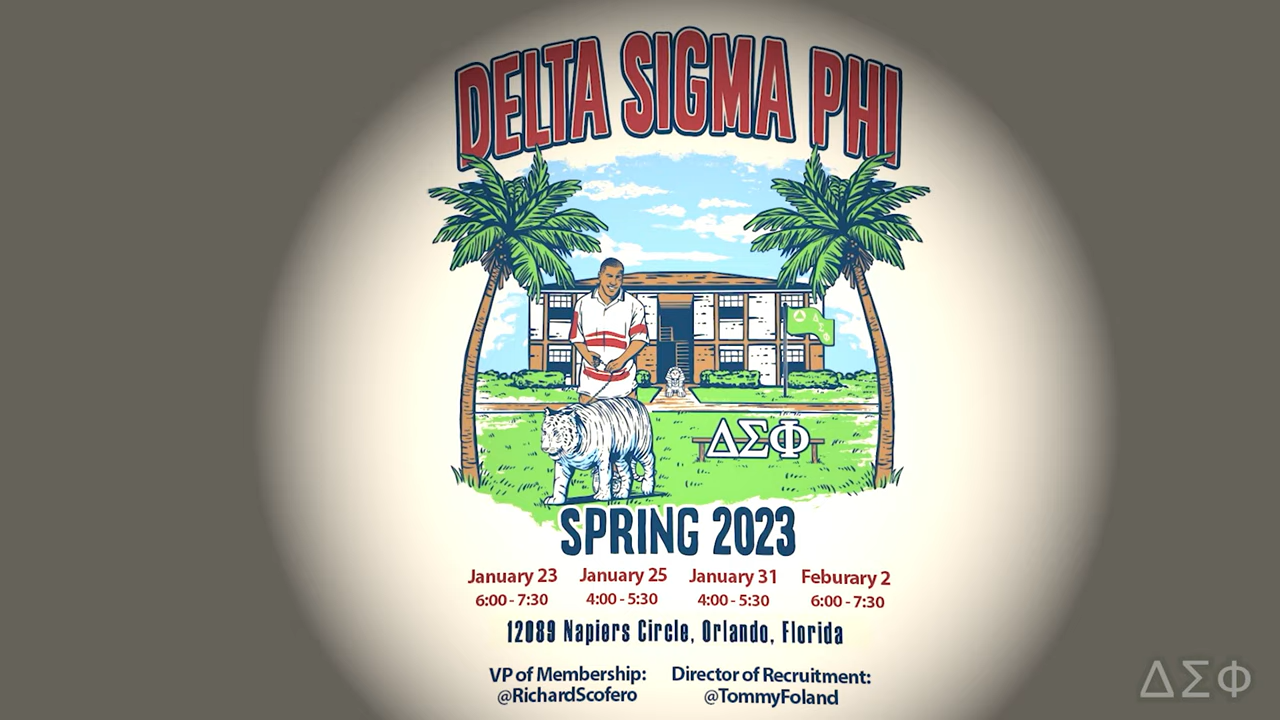 DELTA SIGMA PHI
Δ ΔΣΦ
ΔΣΦ
SPRING 2023
January 23 January 25 January 31 Feburary 2
6:00 - 7:30 4:00 - 5:30 4:00 - 5:30 6:00 - 7:30
12089 Napiers Circle, Orlando, Florida
VP of Membership: Director of Recruitment:
@RichardScofero @TommyFoland
ΔΣΦ